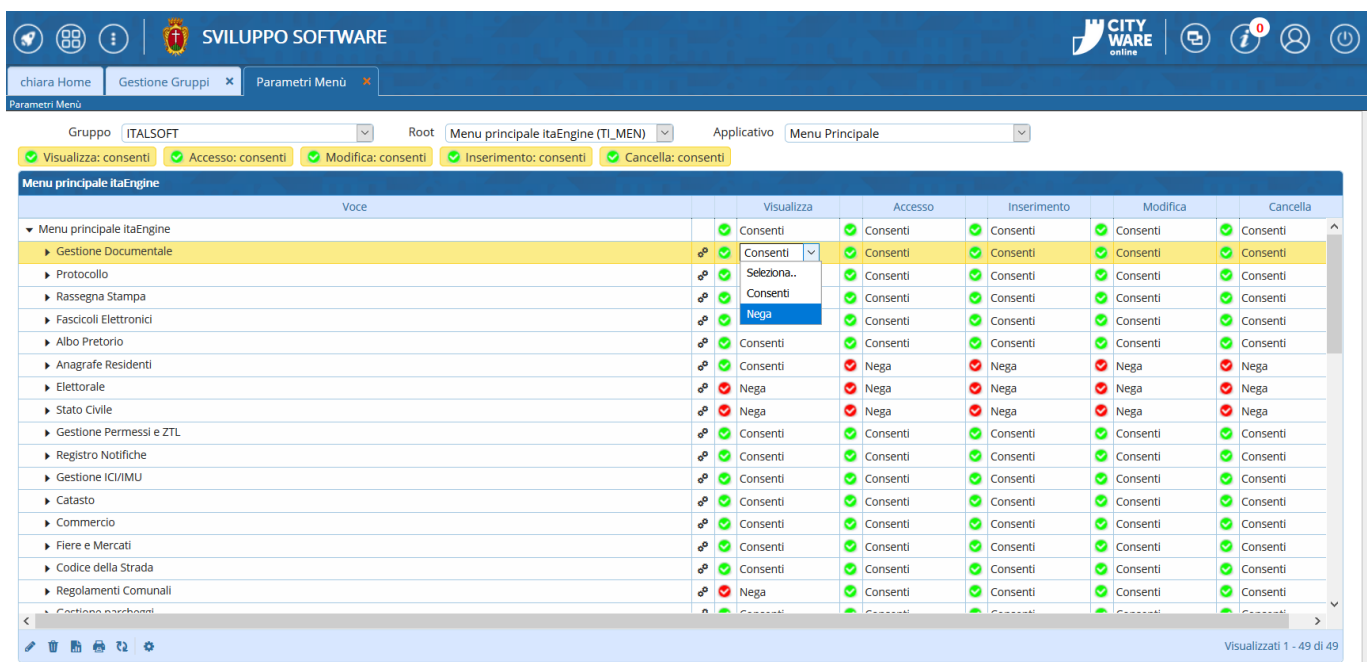 SVILUPPO SOFTWARE
CITY
WARE
online
0
chiara Home Gestione Gruppi × Parametri Menù ×
Parametri Menù
Gruppo ITALSOFT Root Menu principale itaEngine (TI_MEN) Applicativo Menu Principale
Visualizza: consenti Accesso: consenti Modifica: consenti Inserimento: consenti Cancella: consenti
Menu principale itaEngine
Voce Visualizza Accesso Inserimento Modifica Cancella
Menu principale itaEngine Consenti Consenti Consenti Consenti Consenti
Gestione Documentale Consenti Consenti Consenti Consenti Consenti
Protocollo Seleziona.. Consenti Consenti Consenti Consenti
Rassegna Stampa Consenti Consenti Consenti Consenti Consenti
Fascicoli Elettronici Nega Consenti Consenti Consenti Consenti
Albo Pretorio Consenti Consenti Consenti Consenti Consenti
Anagrafe Residenti Consenti Nega Nega Nega Nega
Elettorale Nega Nega Nega Nega Nega
Stato Civile Nega Nega Nega Nega Nega
Gestione Permessi e ZTL Consenti Consenti Consenti Consenti Consenti
Registro Notifiche Consenti Consenti Consenti Consenti Consenti
Gestione ICI/IMU Consenti Consenti Consenti Consenti Consenti
Catasto Consenti Consenti Consenti Consenti Consenti
Commercio Consenti Consenti Consenti Consenti Consenti
Fiere e Mercati Consenti Consenti Consenti Consenti Consenti
Codice della Strada Consenti Consenti Consenti Consenti Consenti
Regolamenti Comunali Nega Consenti Consenti Consenti Consenti
Gestione parcheggi Consenti Consenti Consenti Consenti Consenti
Visualizzati 1 - 49 di 49